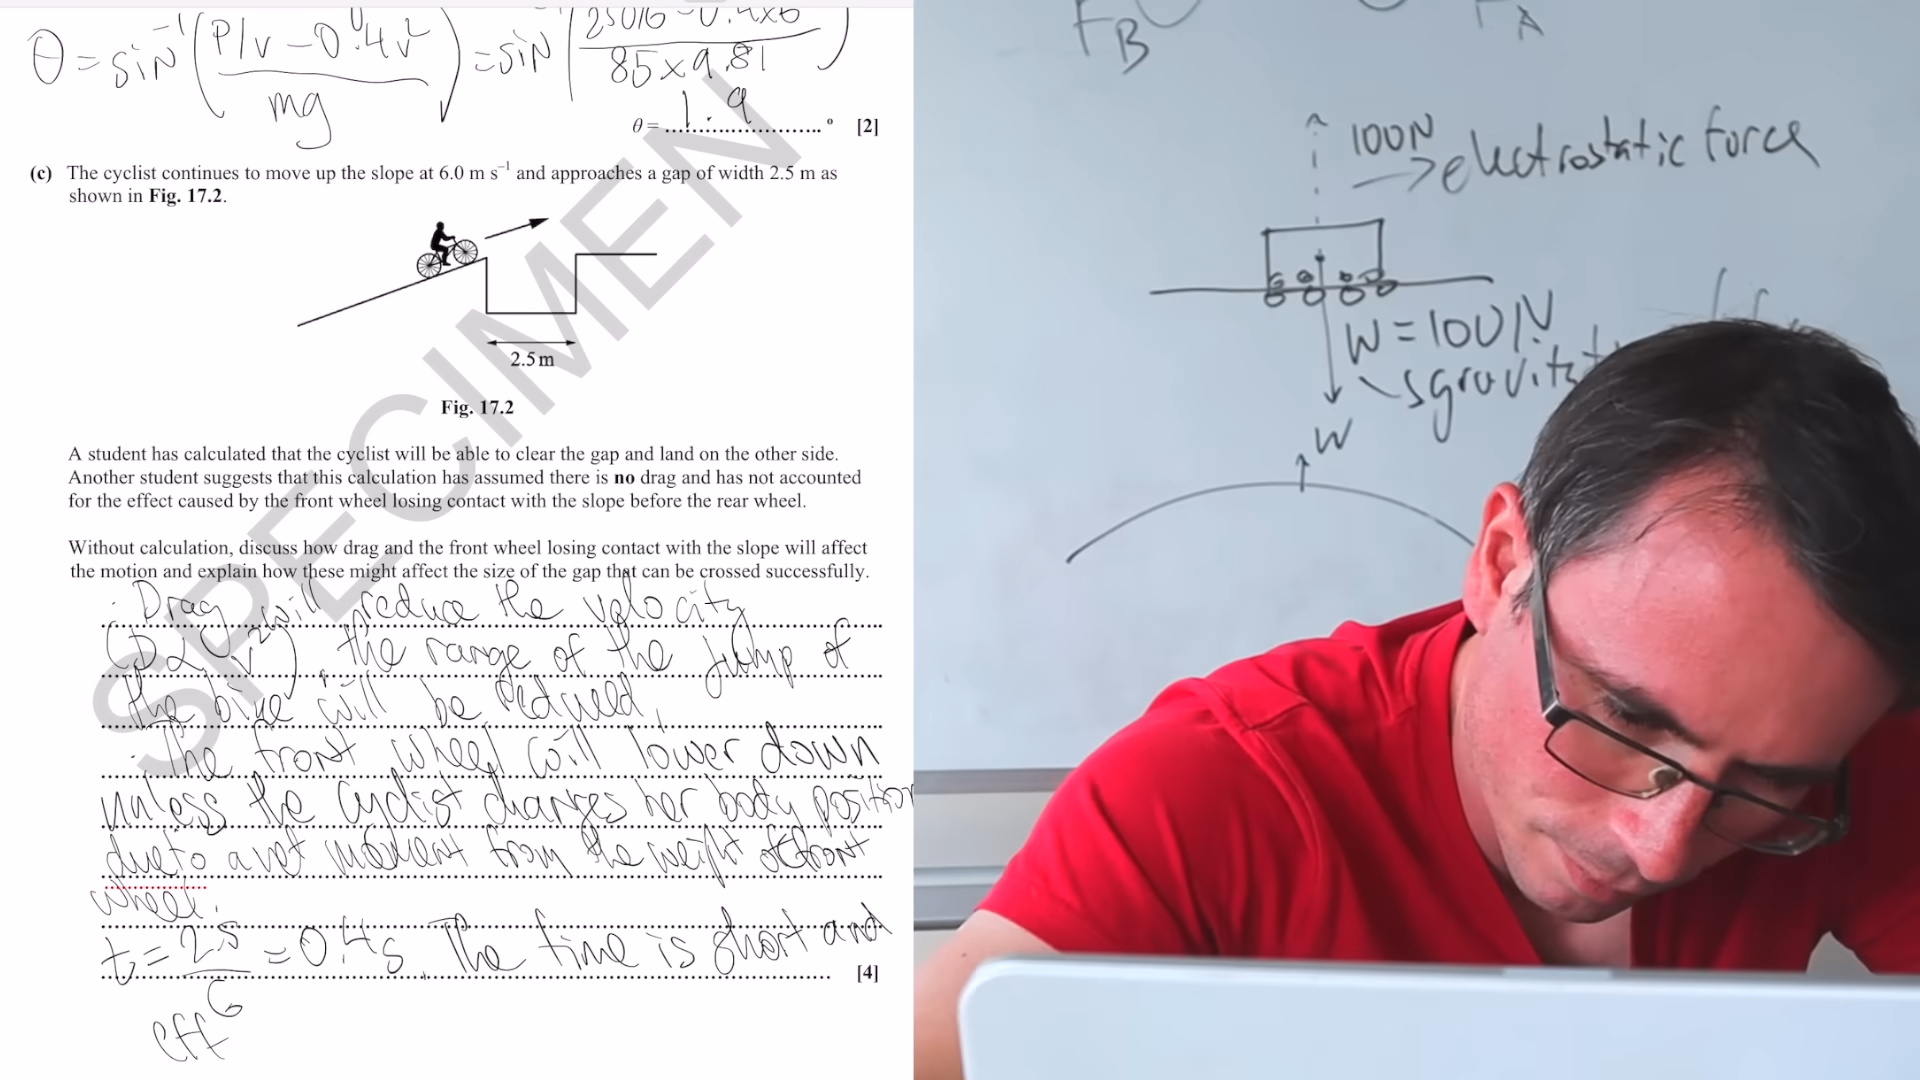 θ = sin⁻¹ (P/v − 0.4v² / mg) = sin⁻¹ (250/6 − 0.4×6 / 85 × 9.81)
θ = 1.9 ° [2]
(c) The cyclist continues to move up the slope at 6.0 m s⁻¹ and approaches a gap of width 2.5 m as
shown in Fig. 17.2.
2.5 m
Fig. 17.2
A student has calculated that the cyclist will be able to clear the gap and land on the other side.
Another student suggests that this calculation has assumed there is no drag and has not accounted
for the effect caused by the front wheel losing contact with the slope before the rear wheel.
Without calculation, discuss how drag and the front wheel losing contact with the slope will affect
the motion and explain how these might affect the size of the gap that can be crossed successfully.
· Drag will reduce the velocity
(D α v²), the range of the jump of
the bike will be reduced,
· The front wheel will lower down
unless the cyclist changes her body position
due to a net moment from the weight of front
wheel.
t = 2.5/6 = 0.4s. The time is short and
eff
[4]
SPECIMEN
F_B F_A
100N
→ electrostatic force
W = 100N
W